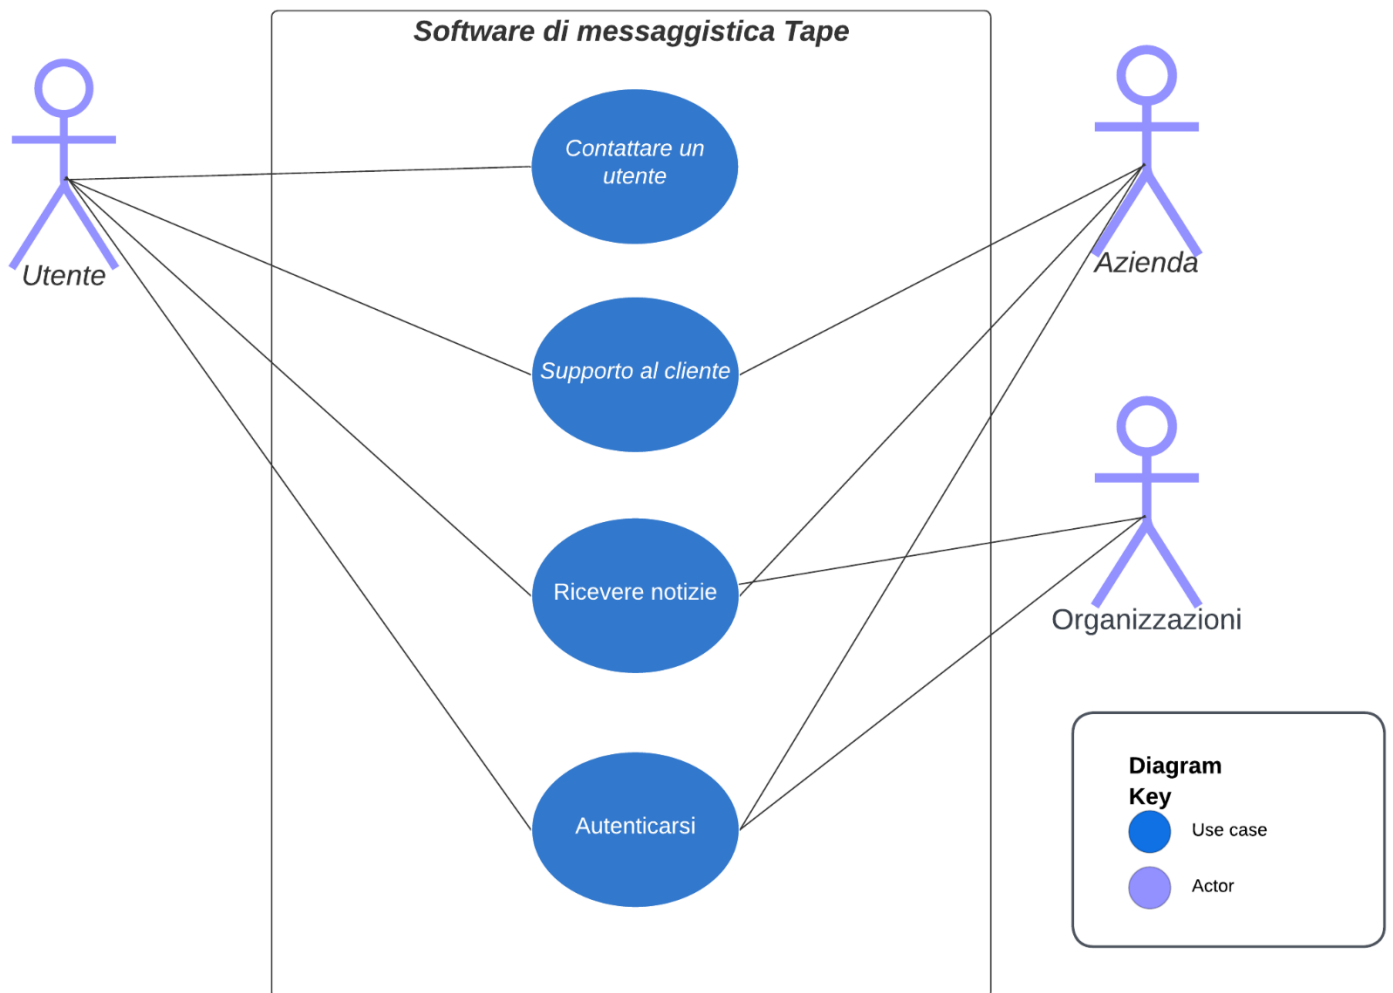 Software di messaggistica Tape
Contattare un
utente
Utente
Azienda
Supporto al cliente
Ricevere notizie
Organizzazioni
Autenticarsi
Diagram
Key
Use case
Actor